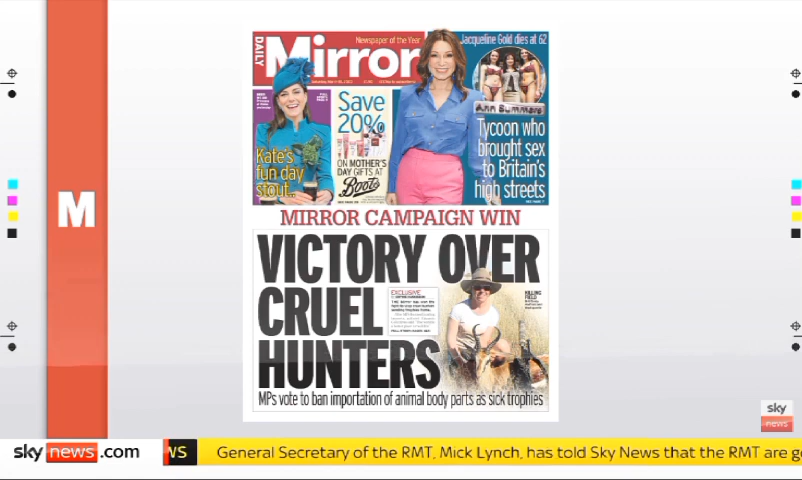 DAILY
Mirror
Newspaper of the Year
Jacqueline Gold dies at 62
Ann Summers
Tycoon who
brought sex
to Britain's
high streets
Save
20%
ON MOTHER'S
DAY GIFTS AT
Boots
Kate's
fun day
stout..
M
MIRROR CAMPAIGN WIN
VICTORY OVER
CRUEL
HUNTERS
EXCLUSIVE
KILLING
FIELD
MPs vote to ban importation of animal body parts as sick trophies
sky
news
sky news.com
WS
General Secretary of the RMT, Mick Lynch, has told Sky News that the RMT are g